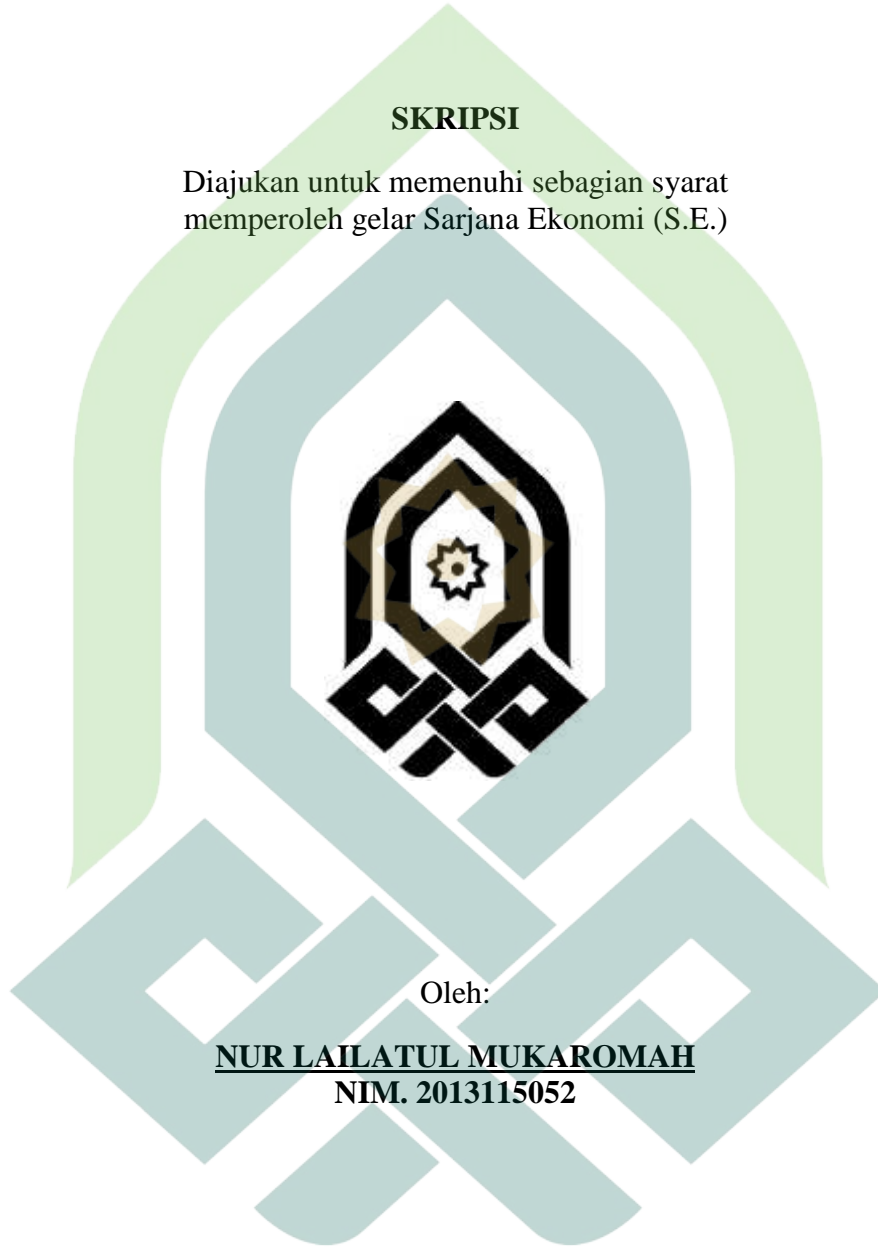 SKRIPSI
Diajukan untuk memenuhi sebagian syarat
memperoleh gelar Sarjana Ekonomi (S.E.)
Oleh:
NUR LAILATUL MUKAROMAH
NIM. 2013115052